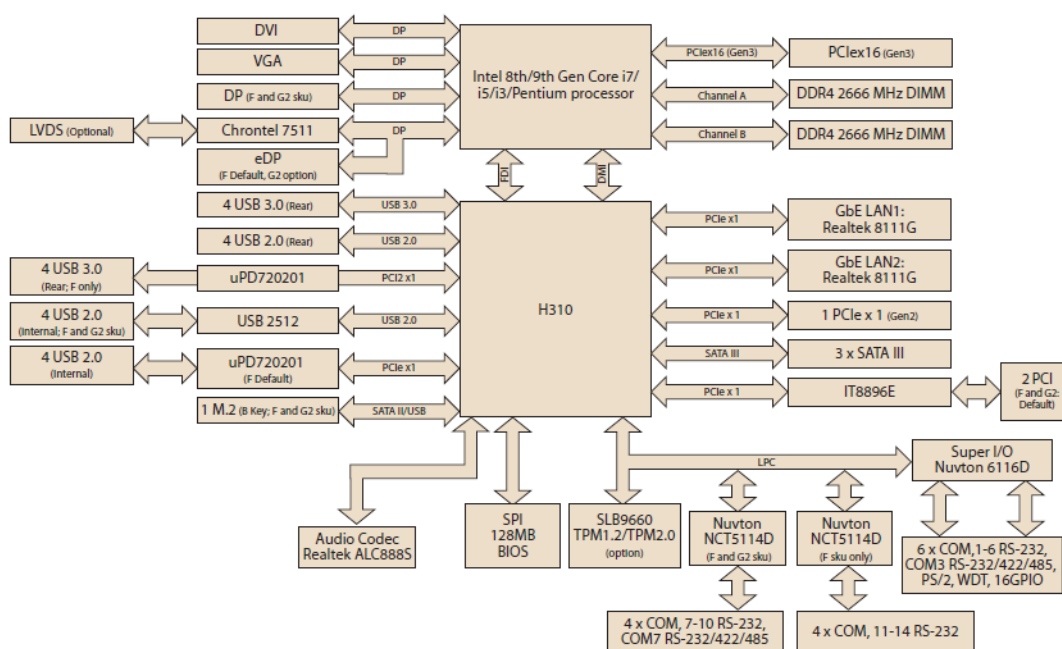 DVI
DP
VGA
DP
DP (F and G2 sku)
DP
LVDS (Optional)
Chrontel 7511
DP
eDP
(F Default, G2 option)
Intel 8th/9th Gen Core i7/
i5/i3/Pentium processor
PCIex16 (Gen3)
PCIex16 (Gen3)
Channel A
DDR4 2666 MHz DIMM
Channel B
DDR4 2666 MHz DIMM
FDI
DMI
4 USB 3.0 (Rear)
USB 3.0
4 USB 2.0 (Rear)
USB 2.0
4 USB 3.0
(Rear; F only)
uPD720201
PCI2 x1
4 USB 2.0
(Internal; F and G2 sku)
USB 2512
USB 2.0
4 USB 2.0
(Internal)
uPD720201
(F Default)
PCIe x1
1 M.2 (B Key; F and G2 sku)
SATA II/USB
H310
PCIe x1
GbE LAN1:
Realtek 8111G
PCIe x1
GbE LAN2:
Realtek 8111G
PCIe x 1
1 PCIe x 1 (Gen2)
SATA III
3 x SATA III
PCIe x 1
IT8896E
2 PCI
(F and G2:
Default)
LPC
Super I/O
Nuvton 6116D
Audio Codec
Realtek ALC888S
SPI
128MB
BIOS
SLB9660
TPM1.2/TPM2.0
(option)
Nuvton
NCT5114D
(F and G2 sku)
Nuvton
NCT5114D
(F sku only)
6 x COM,1-6 RS-232,
COM3 RS-232/422/485,
PS/2, WDT, 16GPIO
4 x COM, 7-10 RS-232,
COM7 RS-232/422/485
4 x COM, 11-14 RS-232